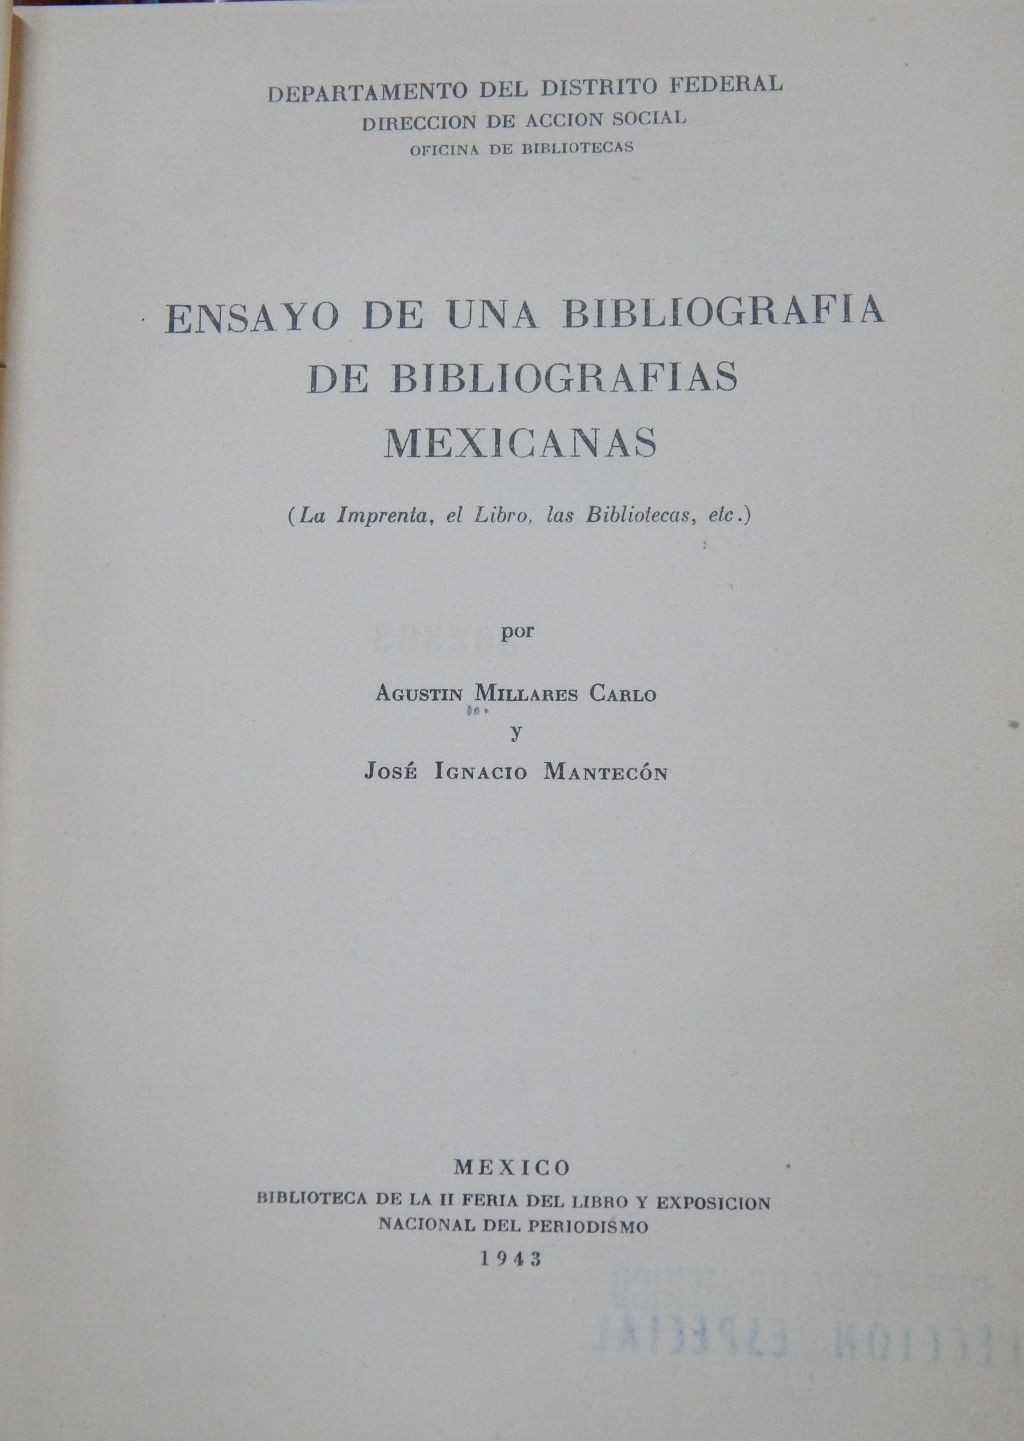 DEPARTAMENTO DEL DISTRITO FEDERAL
DIRECCION DE ACCION SOCIAL
OFICINA DE BIBLIOTECAS
ENSAYO DE UNA BIBLIOGRAFIA
DE BIBLIOGRAFIAS
MEXICANAS
(La Imprenta, el Libro, las Bibliotecas, etc.)
por
AGUSTIN MILLARES CARLO
y
JOSÉ IGNACIO MANTECÓN
MEXICO
BIBLIOTECA DE LA II FERIA DEL LIBRO Y EXPOSICION
NACIONAL DEL PERIODISMO
1943
LECCION ESPECIAL